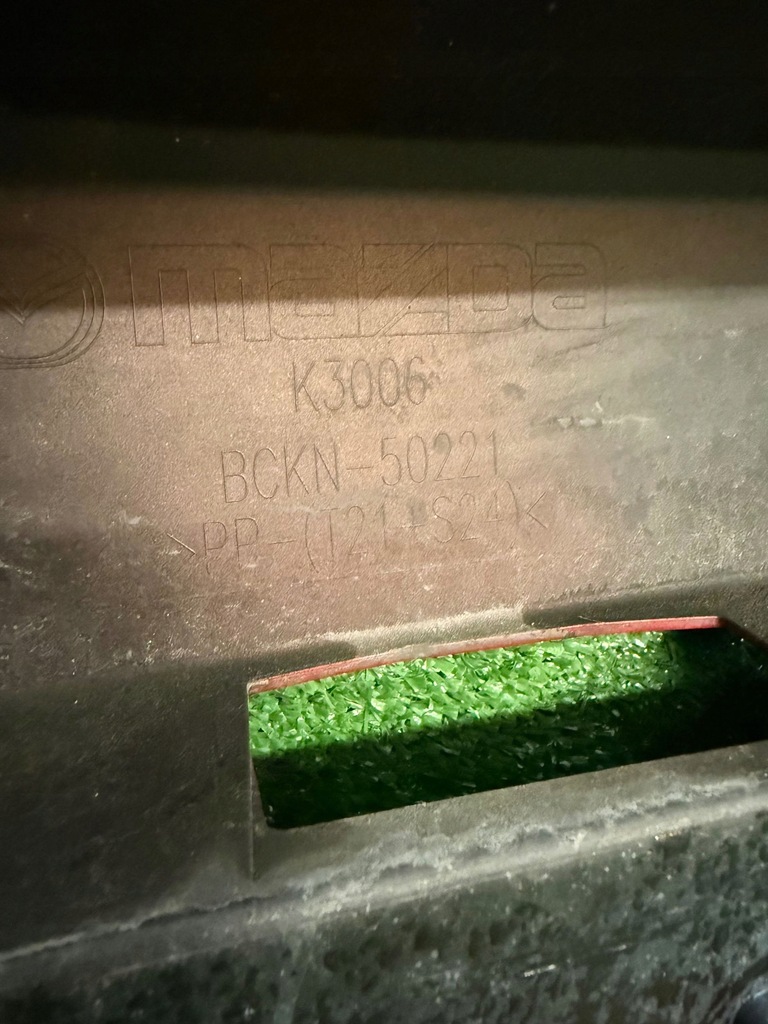 mazda
K3006
BCKN-50221
>PP-(T21+S24)<